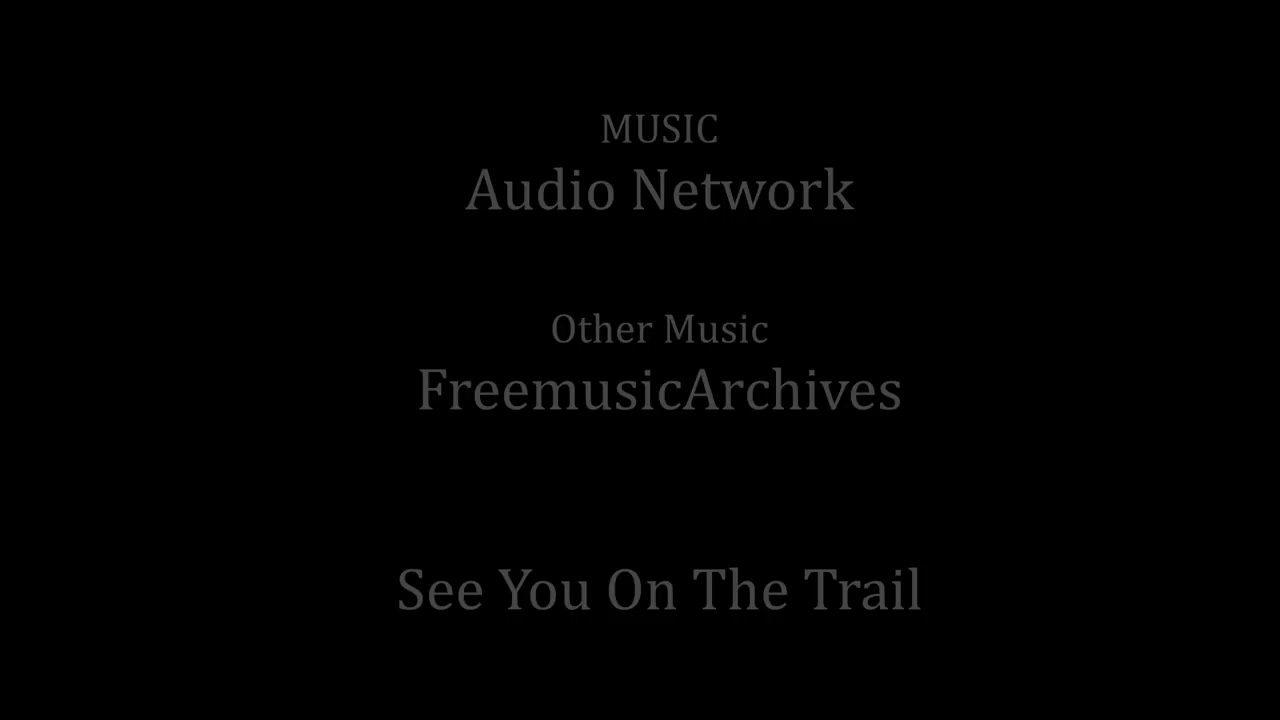 MUSIC
Audio Network
Other Music
FreemusicArchives
See You On The Trail